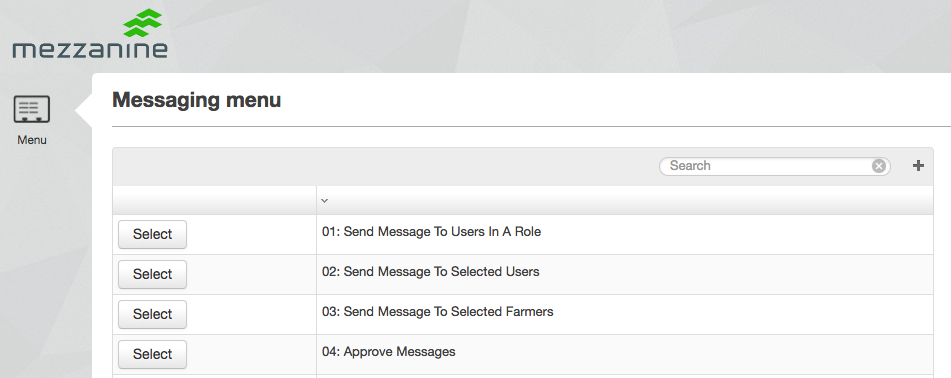 mezzanine
Menu
Messaging menu
Search
Select
01: Send Message To Users In A Role
Select
02: Send Message To Selected Users
Select
03: Send Message To Selected Farmers
Select
04: Approve Messages